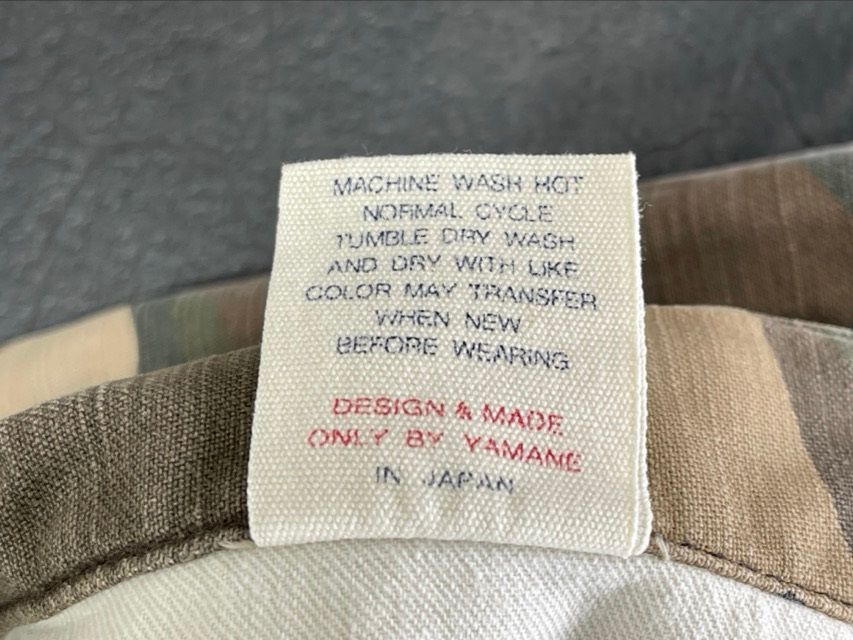 MACHINE WASH HOT
NORMAL CYCLE
TUMBLE DRY WASH
AND DRY WITH LIKE
COLOR MAY TRANSFER
WHEN NEW
BEFORE WEARING
DESIGN & MADE
ONLY BY YAMANE
IN JAPAN